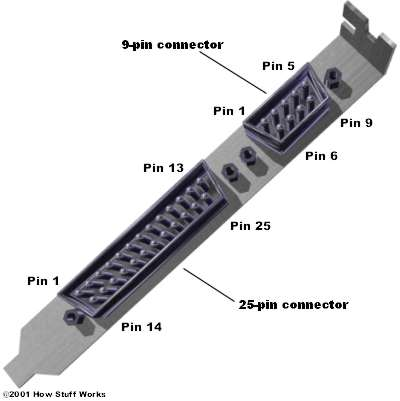 9-pin connector
Pin 5
Pin 1
Pin 9
Pin 6
Pin 13
Pin 25
Pin 1
25-pin connector
Pin 14
©2001 How Stuff Works